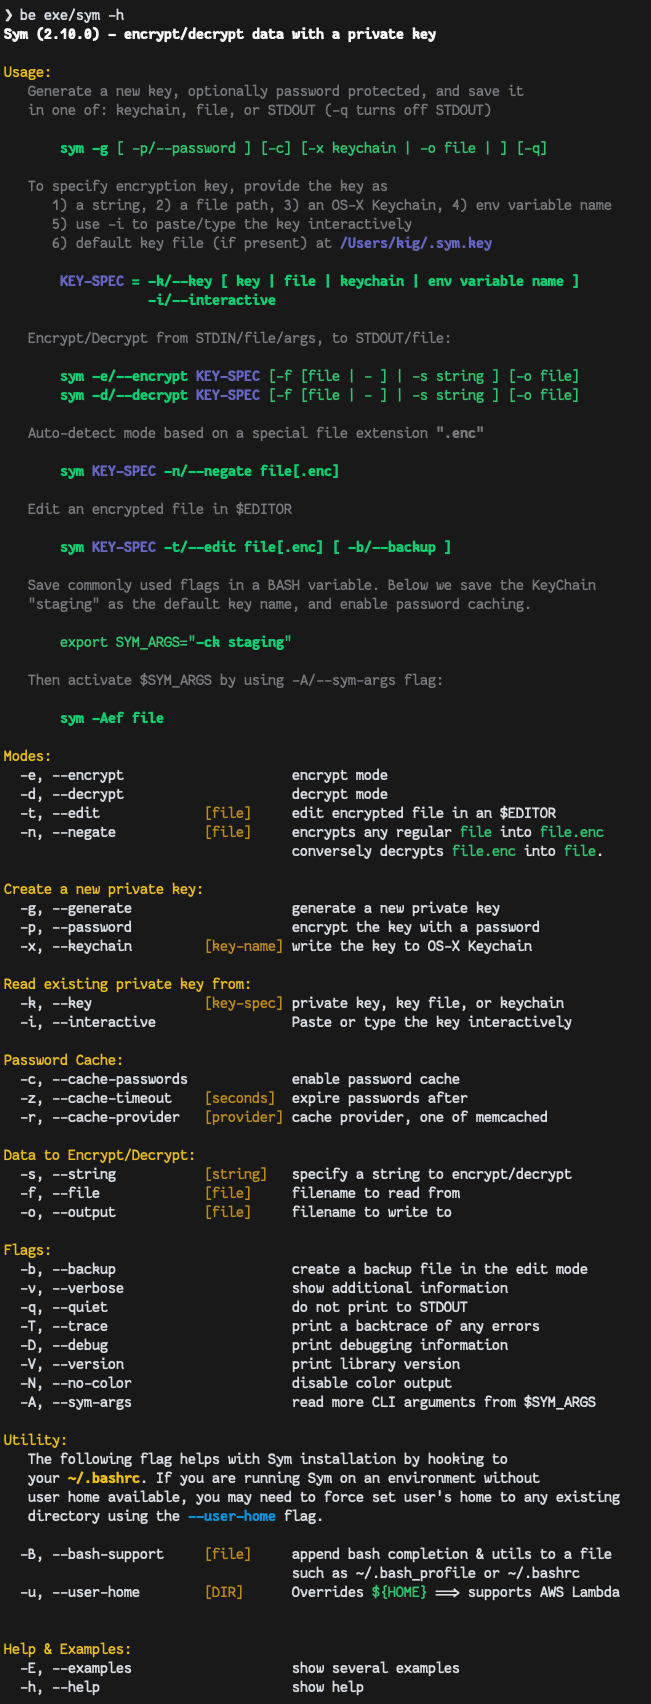 ❯ be exe/sym -h
Sym (2.10.0) - encrypt/decrypt data with a private key
Usage:
Generate a new key, optionally password protected, and save it
in one of: keychain, file, or STDOUT (-q turns off STDOUT)
sym -g [ -p/--password ] [-c] [-x keychain | -o file | ] [-q]
To specify encryption key, provide the key as
1) a string, 2) a file path, 3) an OS-X Keychain, 4) env variable name
5) use -i to paste/type the key interactively
6) default key file (if present) at /Users/kig/.sym.key
KEY-SPEC = -k/--key [ key | file | keychain | env variable name ]
-i/--interactive
Encrypt/Decrypt from STDIN/file/args, to STDOUT/file:
sym -e/--encrypt KEY-SPEC [-f [file | - ] | -s string ] [-o file]
sym -d/--decrypt KEY-SPEC [-f [file | - ] | -s string ] [-o file]
Auto-detect mode based on a special file extension ".enc"
sym KEY-SPEC -n/--negate file[.enc]
Edit an encrypted file in $EDITOR
sym KEY-SPEC -t/--edit file[.enc] [ -b/--backup ]
Save commonly used flags in a BASH variable. Below we save the KeyChain
"staging" as the default key name, and enable password caching.
export SYM_ARGS="-ck staging"
Then activate $SYM_ARGS by using -A/--sym-args flag:
sym -Aef file
Modes:
-e, --encrypt encrypt mode
-d, --decrypt decrypt mode
-t, --edit [file] edit encrypted file in an $EDITOR
-n, --negate [file] encrypts any regular file into file.enc
conversely decrypts file.enc into file.
Create a new private key:
-g, --generate generate a new private key
-p, --password encrypt the key with a password
-x, --keychain [key-name] write the key to OS-X Keychain
Read existing private key from:
-k, --key [key-spec] private key, key file, or keychain
-i, --interactive Paste or type the key interactively
Password Cache:
-c, --cache-passwords enable password cache
-z, --cache-timeout [seconds] expire passwords after
-r, --cache-provider [provider] cache provider, one of memcached
Data to Encrypt/Decrypt:
-s, --string [string] specify a string to encrypt/decrypt
-f, --file [file] filename to read from
-o, --output [file] filename to write to
Flags:
-b, --backup create a backup file in the edit mode
-v, --verbose show additional information
-q, --quiet do not print to STDOUT
-T, --trace print a backtrace of any errors
-D, --debug print debugging information
-V, --version print library version
-N, --no-color disable color output
-A, --sym-args read more CLI arguments from $SYM_ARGS
Utility:
The following flag helps with Sym installation by hooking to
your ~/.bashrc. If you are running Sym on an environment without
user home available, you may need to force set user's home to any existing
directory using the --user-home flag.
-B, --bash-support [file] append bash completion & utils to a file
such as ~/.bash_profile or ~/.bashrc
-u, --user-home [DIR] Overrides ${HOME} ==> supports AWS Lambda
Help & Examples:
-E, --examples show several examples
-h, --help show help